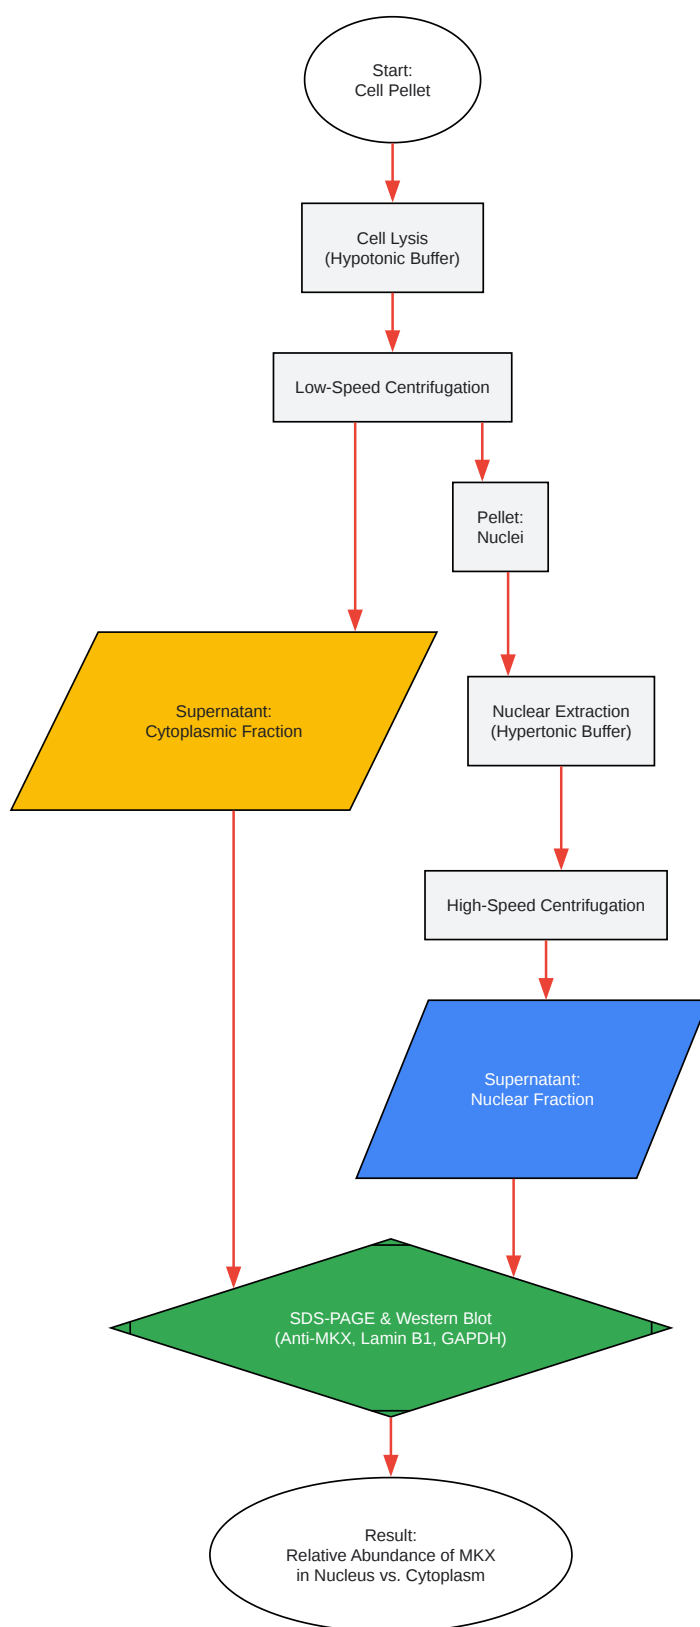 Start:
Cell Pellet
Cell Lysis
(Hypotonic Buffer)
Low-Speed Centrifugation
Pellet:
Nuclei
Supernatant:
Cytoplasmic Fraction
Nuclear Extraction
(Hypertonic Buffer)
High-Speed Centrifugation
Supernatant:
Nuclear Fraction
SDS-PAGE & Western Blot
(Anti-MKX, Lamin B1, GAPDH)
Result:
Relative Abundance of MKX
in Nucleus vs. Cytoplasm